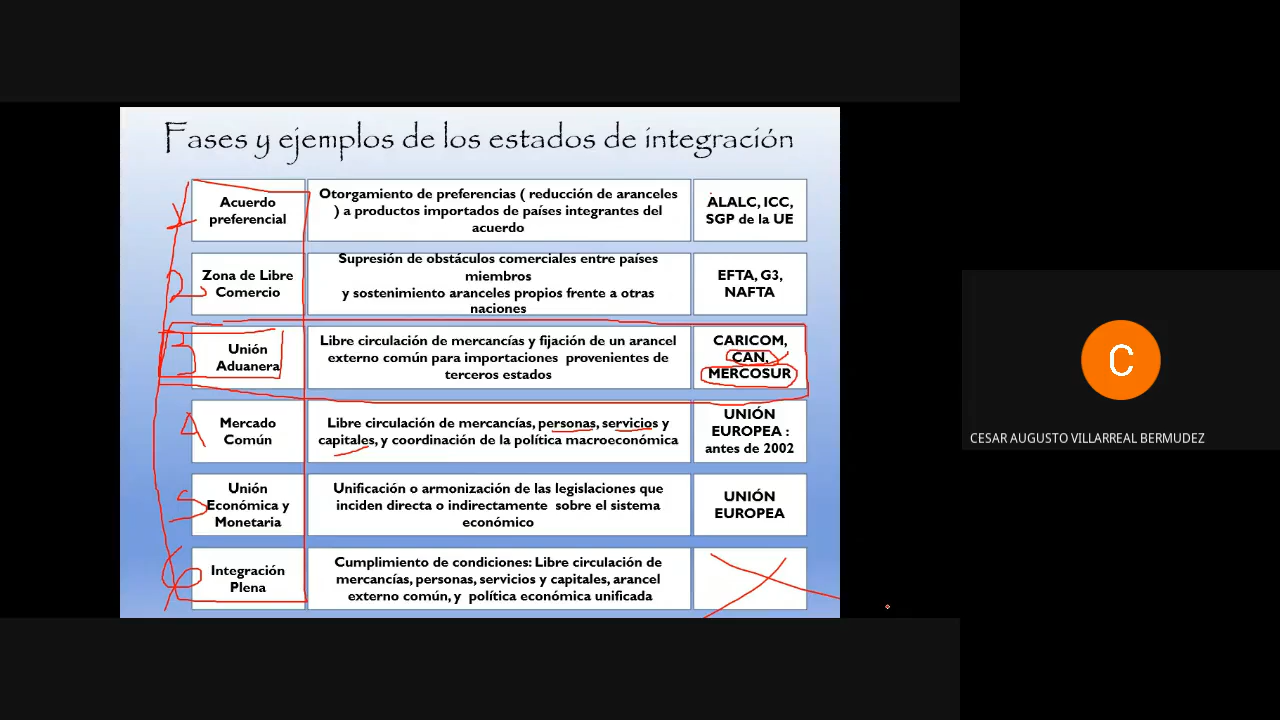 Fases y ejemplos de los estados de integración
1
Acuerdo
preferencial
Otorgamiento de preferencias ( reducción de aranceles
) a productos importados de países integrantes del
acuerdo
ALALC, ICC,
SGP de la UE
2
Zona de Libre
Comercio
Supresión de obstáculos comerciales entre países
miembros
y sostenimiento aranceles propios frente a otras
naciones
EFTA, G3,
NAFTA
3
Unión
Aduanera
Libre circulación de mercancías y fijación de un arancel
externo común para importaciones provenientes de
terceros estados
CARICOM,
CAN,
MERCOSUR
4
Mercado
Común
Libre circulación de mercancías, personas, servicios y
capitales, y coordinación de la política macroeconómica
UNIÓN
EUROPEA :
antes de 2002
5
Unión
Económica y
Monetaria
Unificación o armonización de las legislaciones que
inciden directa o indirectamente sobre el sistema
económico
UNIÓN
EUROPEA
6
Integración
Plena
Cumplimiento de condiciones: Libre circulación de
mercancías, personas, servicios y capitales, arancel
externo común, y política económica unificada
C
CESAR AUGUSTO VILLARREAL BERMUDEZ